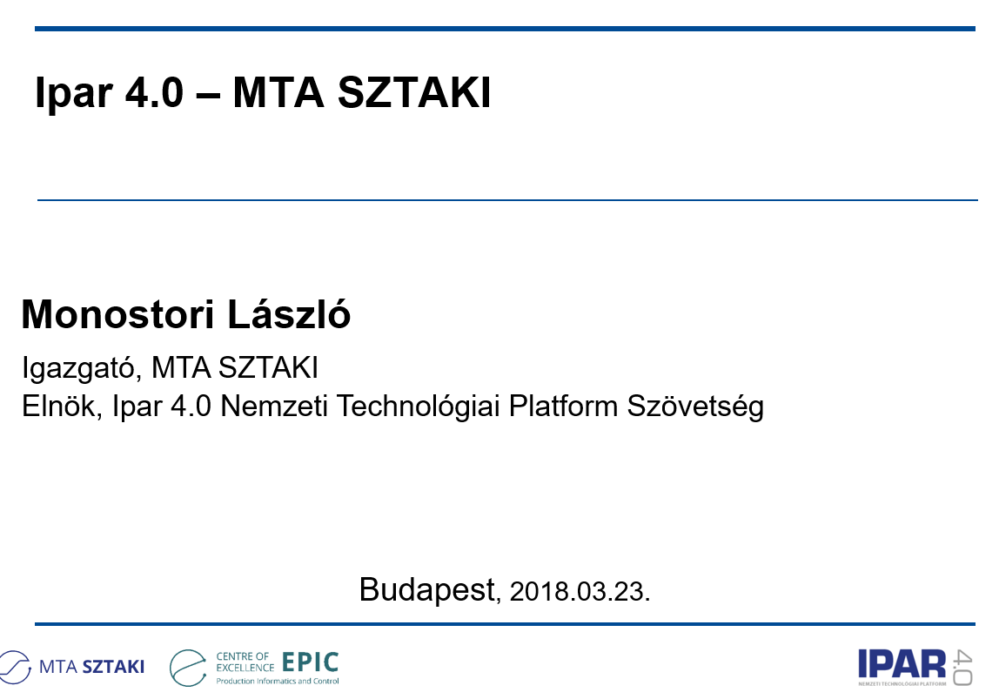 Ipar 4.0 – MTA SZTAKI
Monostori László
Igazgató, MTA SZTAKI
Elnök, Ipar 4.0 Nemzeti Technológiai Platform Szövetség
Budapest, 2018.03.23.
MTA SZTAKI
CENTRE OF
EXCELLENCE EPIC
Production Informatics and Control
IPAR 4.0
NEMZETI TECHNOLÓGIAI PLATFORM